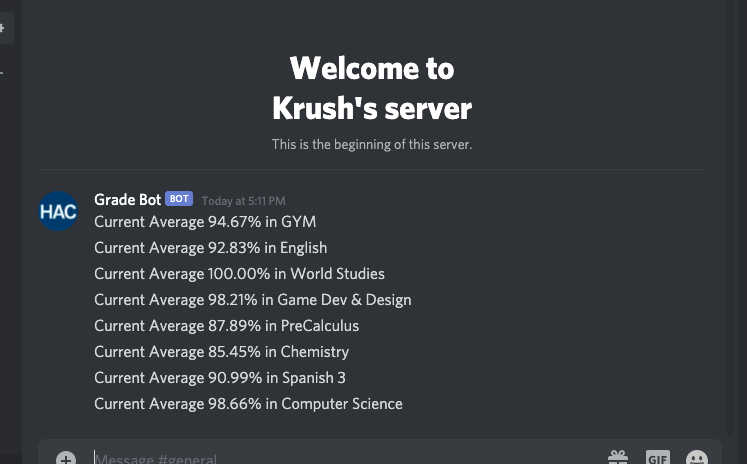 Welcome to
Krush's server
This is the beginning of this server.
HAC
Grade Bot BOT Today at 5:11 PM
Current Average 94.67% in GYM
Current Average 92.83% in English
Current Average 100.00% in World Studies
Current Average 98.21% in Game Dev & Design
Current Average 87.89% in PreCalculus
Current Average 85.45% in Chemistry
Current Average 90.99% in Spanish 3
Current Average 98.66% in Computer Science
Message #general
GIF